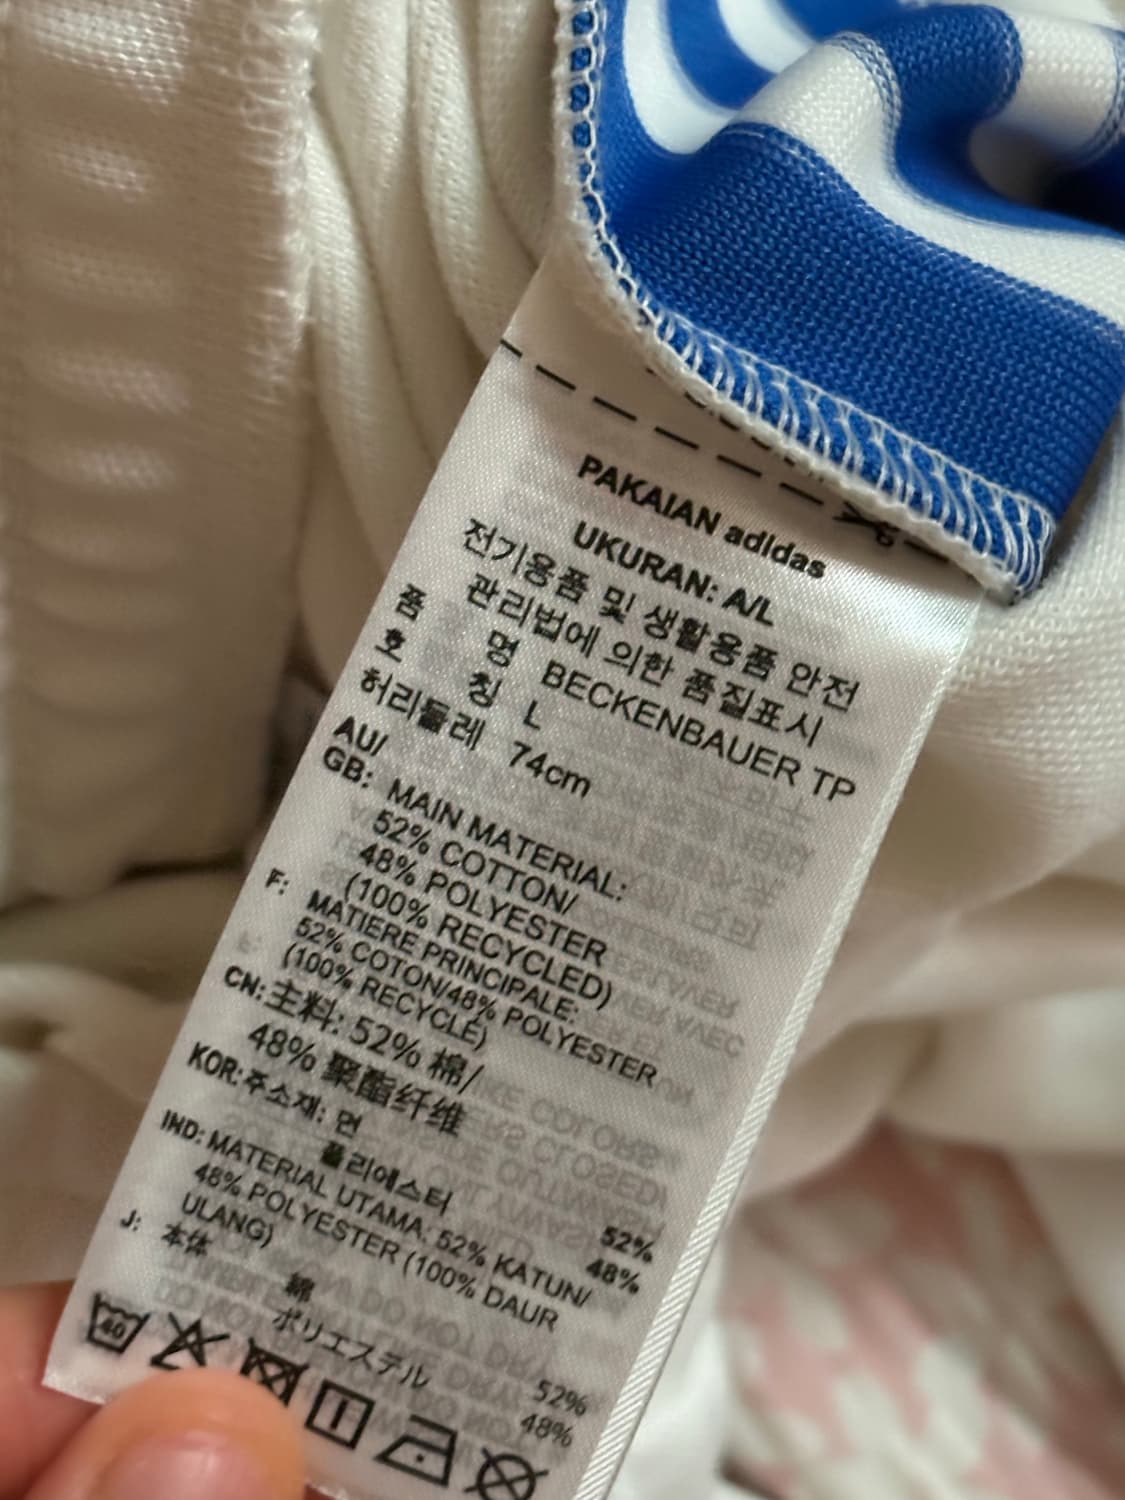 PAKAIAN adidas
UKURAN: A/L
전기용품 및 생활용품 안전
관리법에 의한 품질표시
품 명 BECKENBAUER TP
호 칭 L
허리둘레 74cm
AU/
GB: MAIN MATERIAL:
52% COTTON/
48% POLYESTER
(100% RECYCLED)
F: MATIERE PRINCIPALE:
52% COTON/48% POLYESTER
(100% RECYCLÉ)
CN: 主料: 52% 棉/
48% 聚酯纤维
KOR: 주소재: 면 52%
폴리에스터 48%
IND: MATERIAL UTAMA: 52% KATUN/
48% POLYESTER (100% DAUR
ULANG)
J: 本体
綿 52%
ポリエステル 48%
40